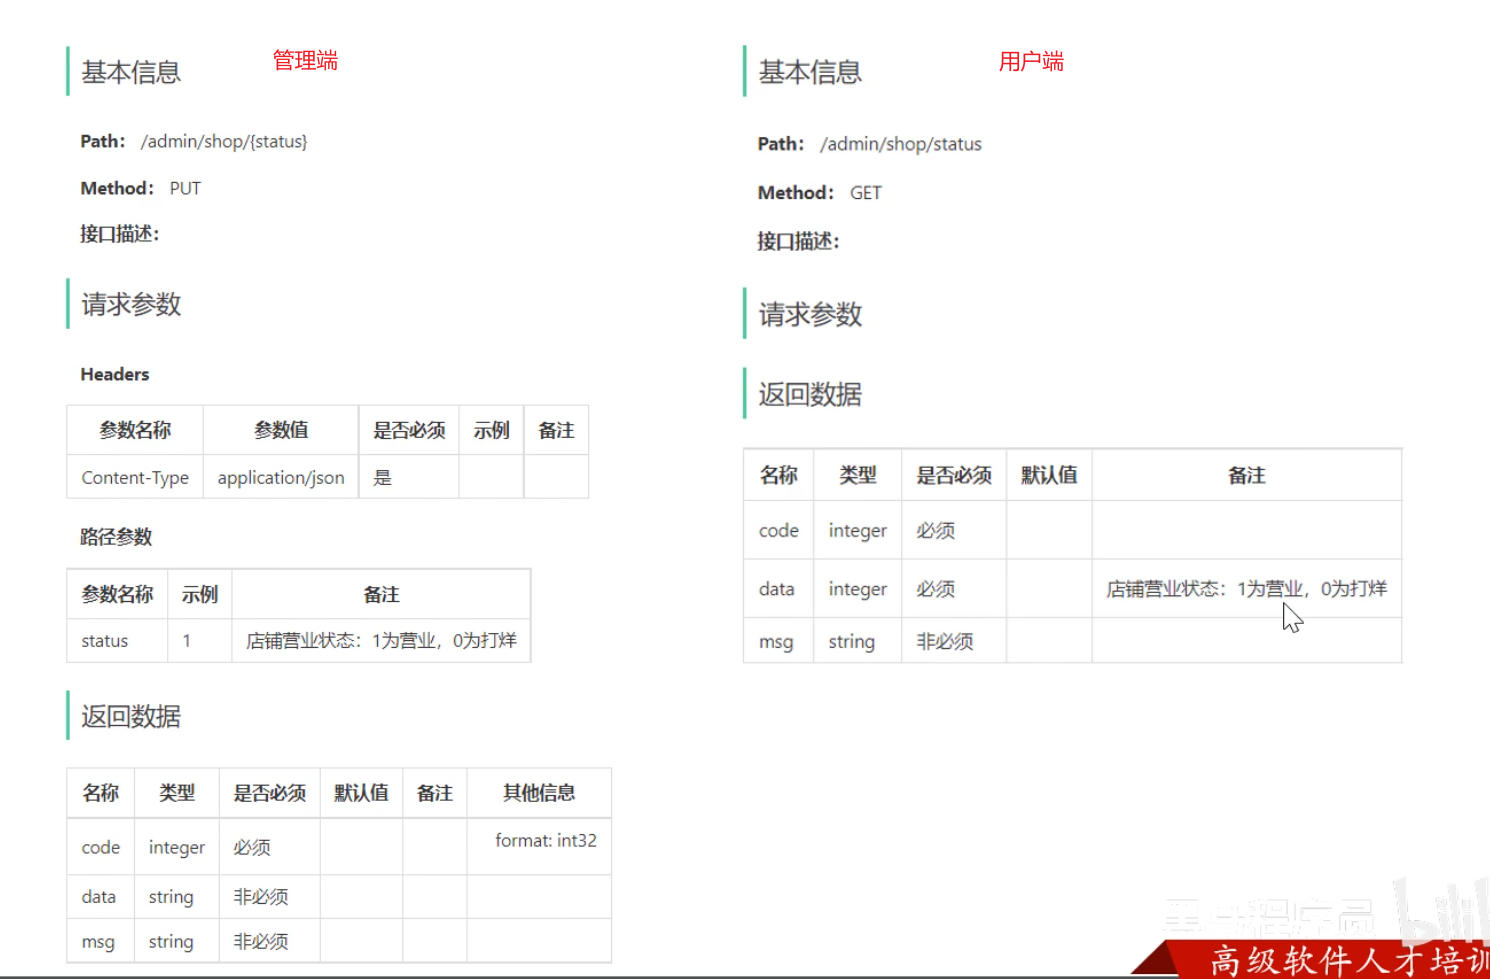 管理端
基本信息
Path： /admin/shop/{status}
Method： PUT
接口描述：
请求参数
Headers
参数名称 参数值 是否必须 示例 备注
Content-Type application/json 是
路径参数
参数名称 示例 备注
status 1 店铺营业状态：1为营业，0为打烊
返回数据
名称 类型 是否必须 默认值 备注 其他信息
code integer 必须 format: int32
data string 非必须
msg string 非必须
用户端
基本信息
Path： /admin/shop/status
Method： GET
接口描述：
请求参数
返回数据
名称 类型 是否必须 默认值 备注
code integer 必须
data integer 必须 店铺营业状态：1为营业，0为打烊
msg string 非必须
黑马程序员
高级软件人才培训